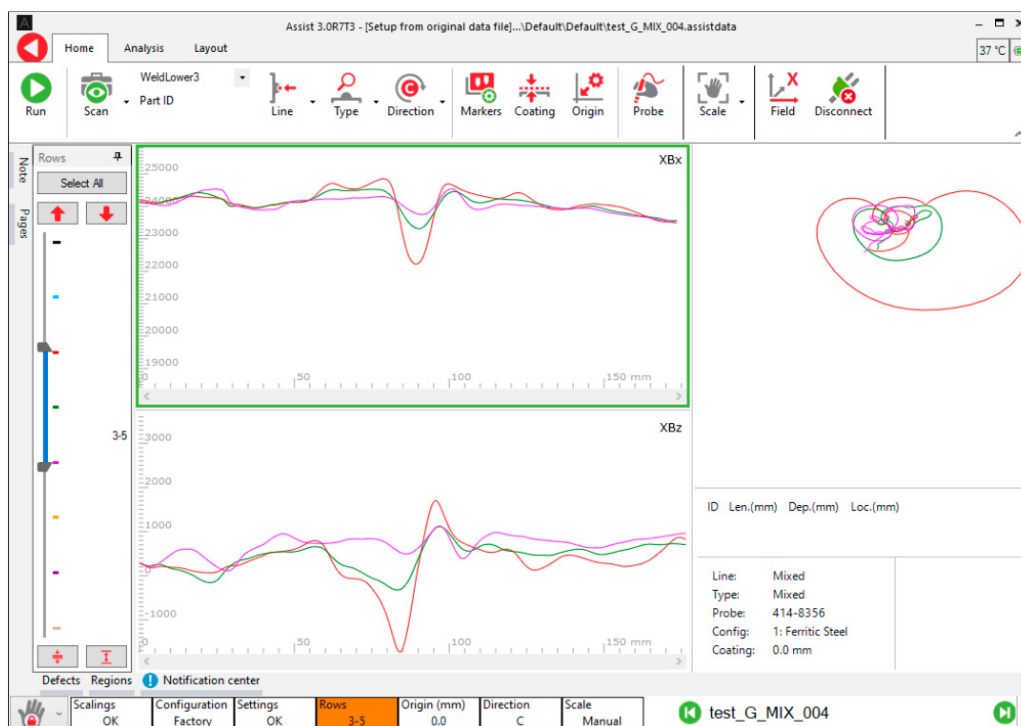 A
Assist 3.0R7T3 - [Setup from original data file]...\Default\Default\test_G_MIX_004.assistdata
Home Analysis Layout
37 °C
WeldLower3
Part ID
Run Scan Line Type Direction Markers Coating Origin Probe Scale Field Disconnect
Note
Pages
Rows
Select All
3-5
XBx
25000
24000
23000
22000
21000
20000
19000
0 50 100 150 mm
XBz
3000
2000
1000
0
-1000
0 50 100 150 mm
ID Len.(mm) Dep.(mm) Loc.(mm)
Line: Mixed
Type: Mixed
Probe: 414-8356
Config: 1: Ferritic Steel
Coating: 0.0 mm
Defects Regions Notification center
Scalings Configuration Settings Rows Origin (mm) Direction Scale
OK Factory OK 3-5 0.0 C Manual
test_G_MIX_004